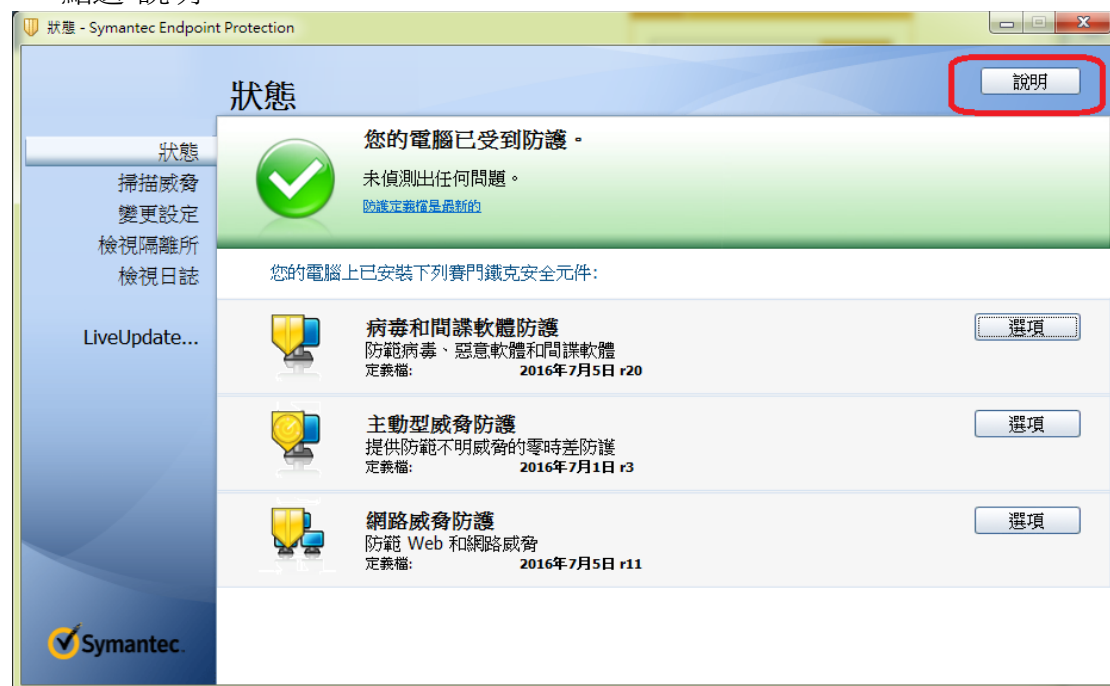 狀態 - Symantec Endpoint Protection
狀態
說明
狀態
掃描威脅
變更設定
檢視隔離所
檢視日誌
LiveUpdate...
您的電腦已受到防護。
未偵測出任何問題。
防護定義檔是最新的
您的電腦上已安裝下列賽門鐵克安全元件:
病毒和間諜軟體防護
防範病毒、惡意軟體和間諜軟體
定義檔: 2016年7月5日 r20
選項
主動型威脅防護
提供防範不明威脅的零時差防護
定義檔: 2016年7月1日 r3
選項
網路威脅防護
防範 Web 和網路威脅
定義檔: 2016年7月5日 r11
選項
Symantec.